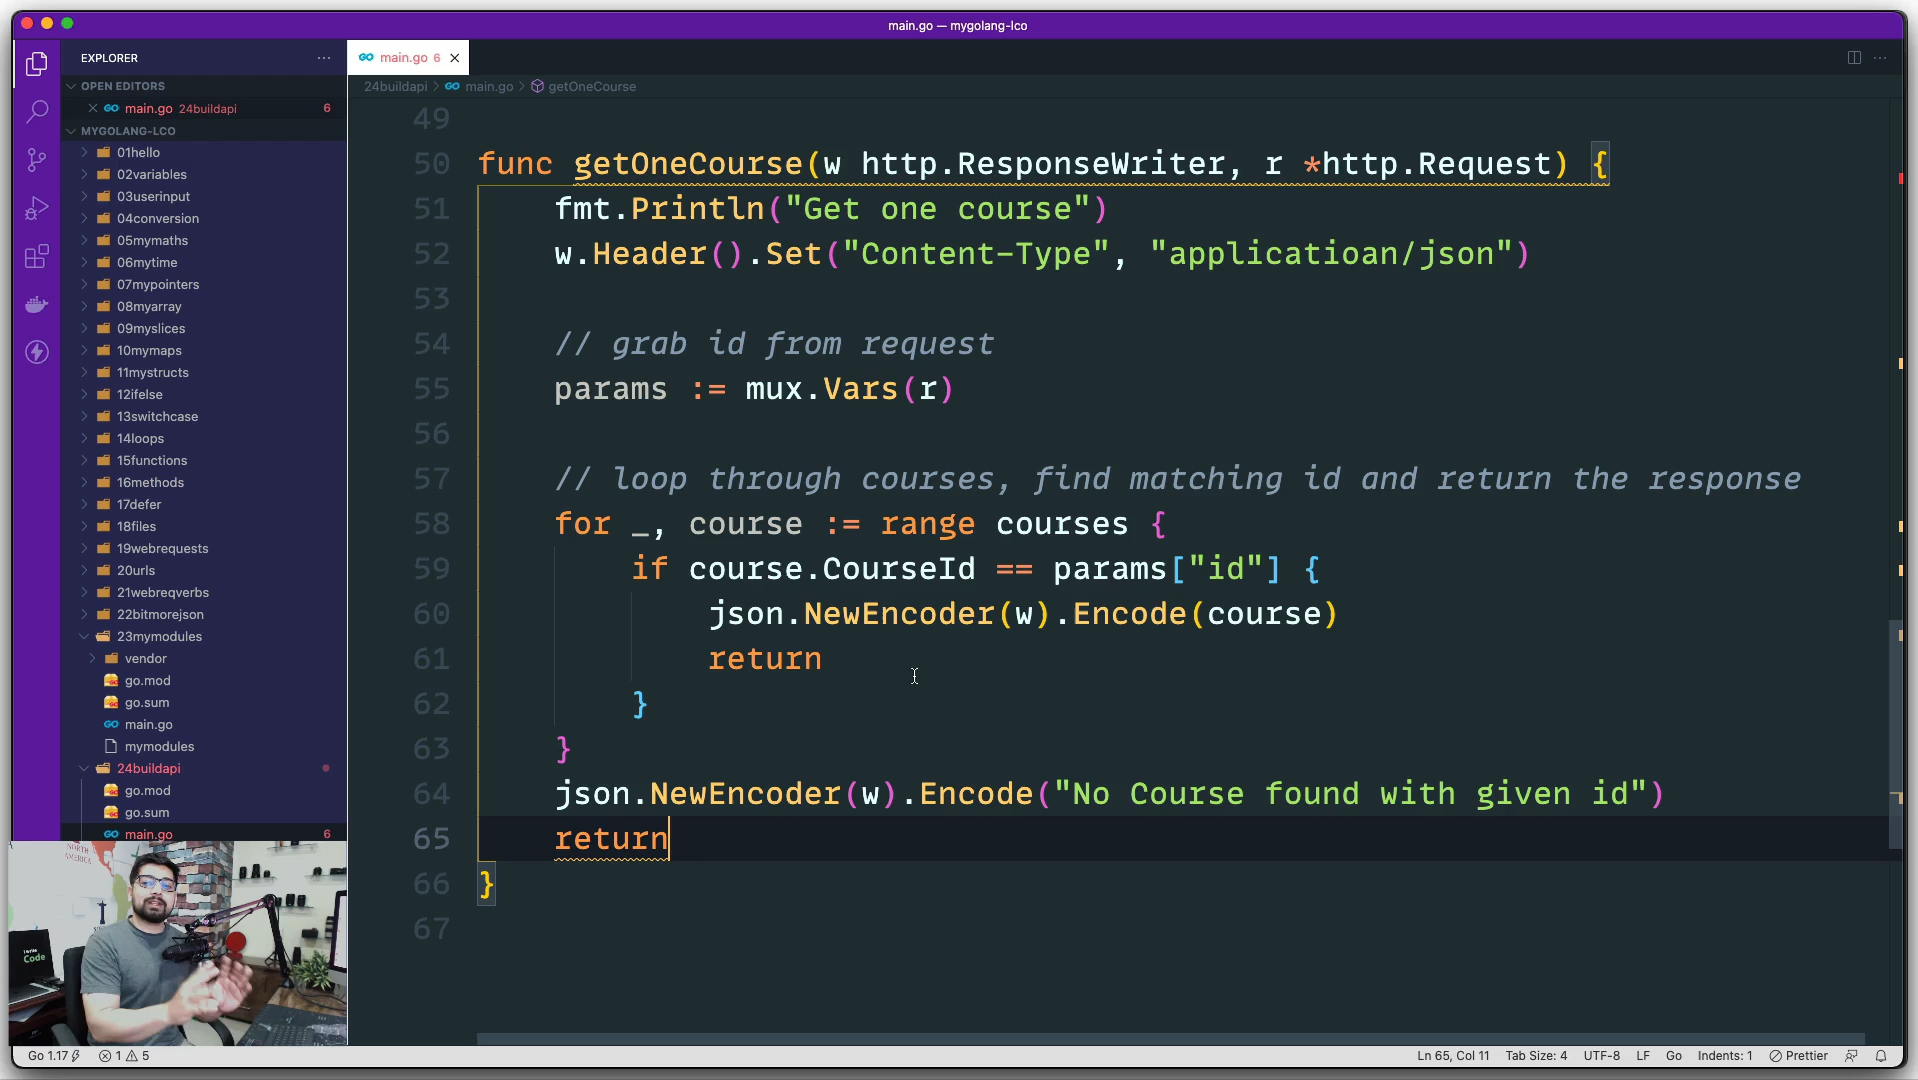 main.go — mygolang-lco
EXPLORER
main.go 6
OPEN EDITORS
main.go 24buildapi 6
24buildapi > main.go > getOneCourse
MYGOLANG-LCO
01hello
02variables
03userinput
04conversion
05mymaths
06mytime
07mypointers
08myarray
09myslices
10mymaps
11mystructs
12ifelse
13switchcase
14loops
15functions
16methods
17defer
18files
19webrequests
20urls
21webreqverbs
22bitmorejson
23mymodules
vendor
go.mod
go.sum
main.go
mymodules
24buildapi
go.mod
go.sum
main.go 6
49
50 func getOneCourse(w http.ResponseWriter, r *http.Request) {
51 fmt.Println("Get one course")
52 w.Header().Set("Content-Type", "applicatioan/json")
53
54 // grab id from request
55 params := mux.Vars(r)
56
57 // loop through courses, find matching id and return the response
58 for _, course := range courses {
59 if course.CourseId == params["id"] {
60 json.NewEncoder(w).Encode(course)
61 return
62 }
63 }
64 json.NewEncoder(w).Encode("No Course found with given id")
65 return
66 }
67
NORTH AMERICA
I write Code
Go 1.17 1 5
Ln 65, Col 11 Tab Size: 4 UTF-8 LF Go Indents: 1 Prettier